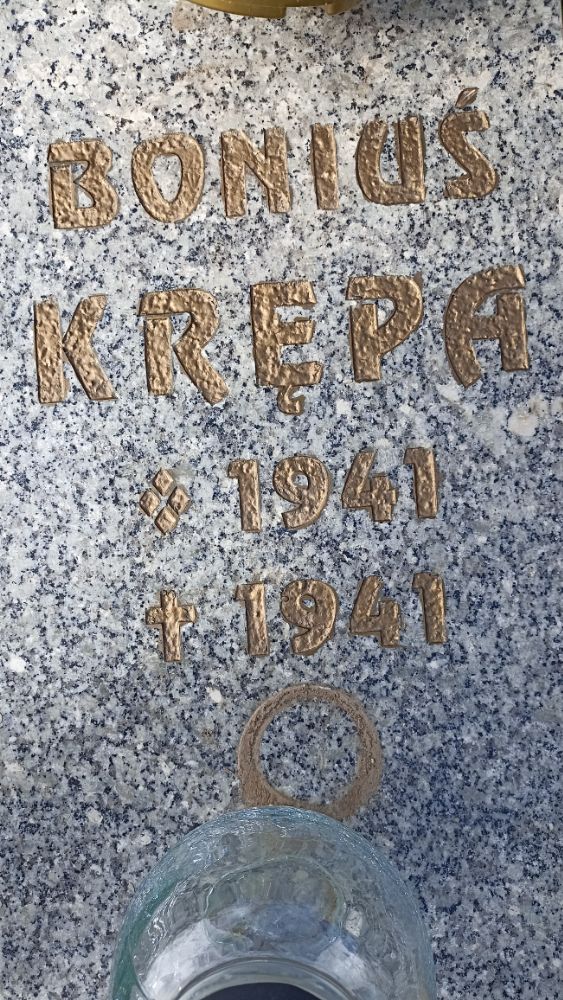 BONIUŚ
KRĘPA
❖ 1941
✝ 1941